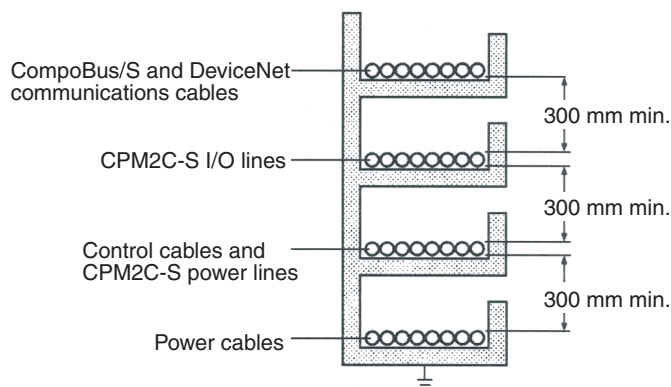 CompoBus/S and DeviceNet
communications cables
300 mm min.
CPM2C-S I/O lines
300 mm min.
Control cables and
CPM2C-S power lines
300 mm min.
Power cables